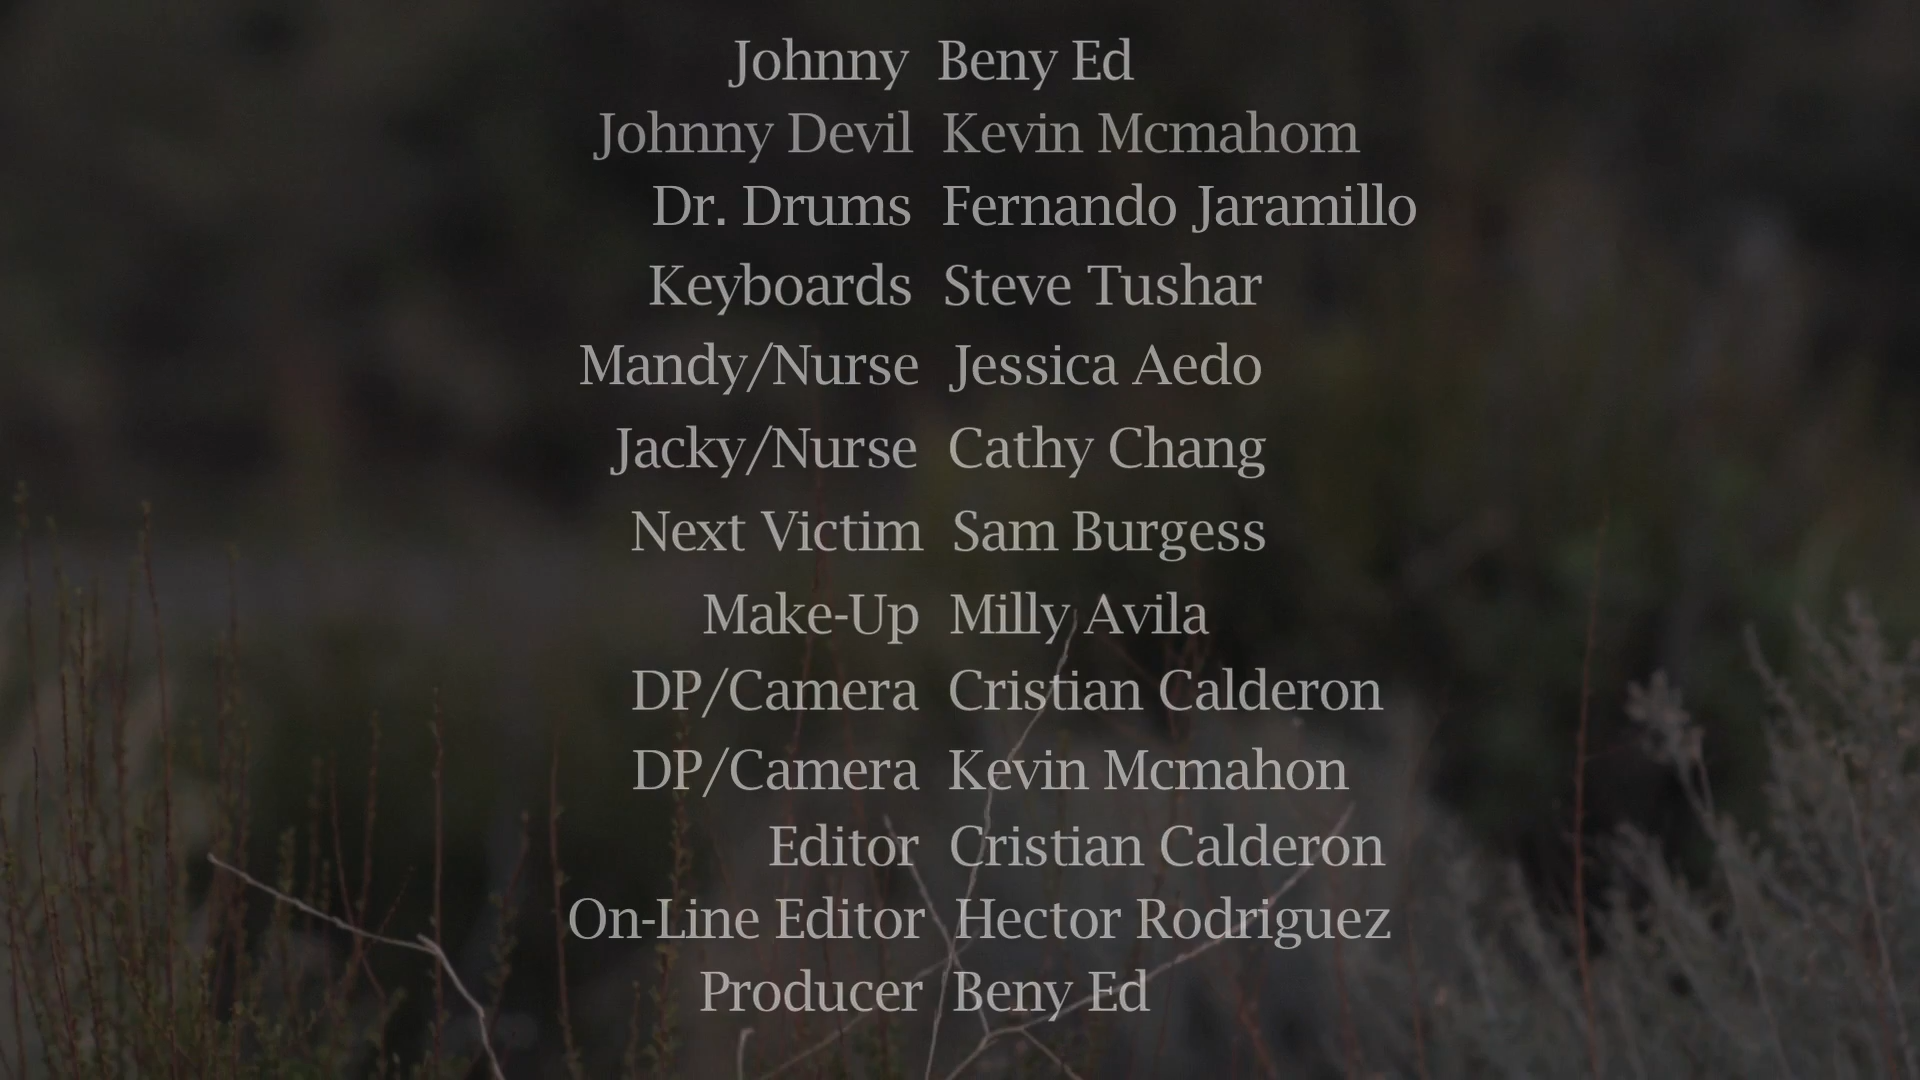 Johnny Beny Ed
Johnny Devil Kevin Mcmahom
Dr. Drums Fernando Jaramillo
Keyboards Steve Tushar
Mandy/Nurse Jessica Aedo
Jacky/Nurse Cathy Chang
Next Victim Sam Burgess
Make-Up Milly Avila
DP/Camera Cristian Calderon
DP/Camera Kevin Mcmahon
Editor Cristian Calderon
On-Line Editor Hector Rodriguez
Producer Beny Ed